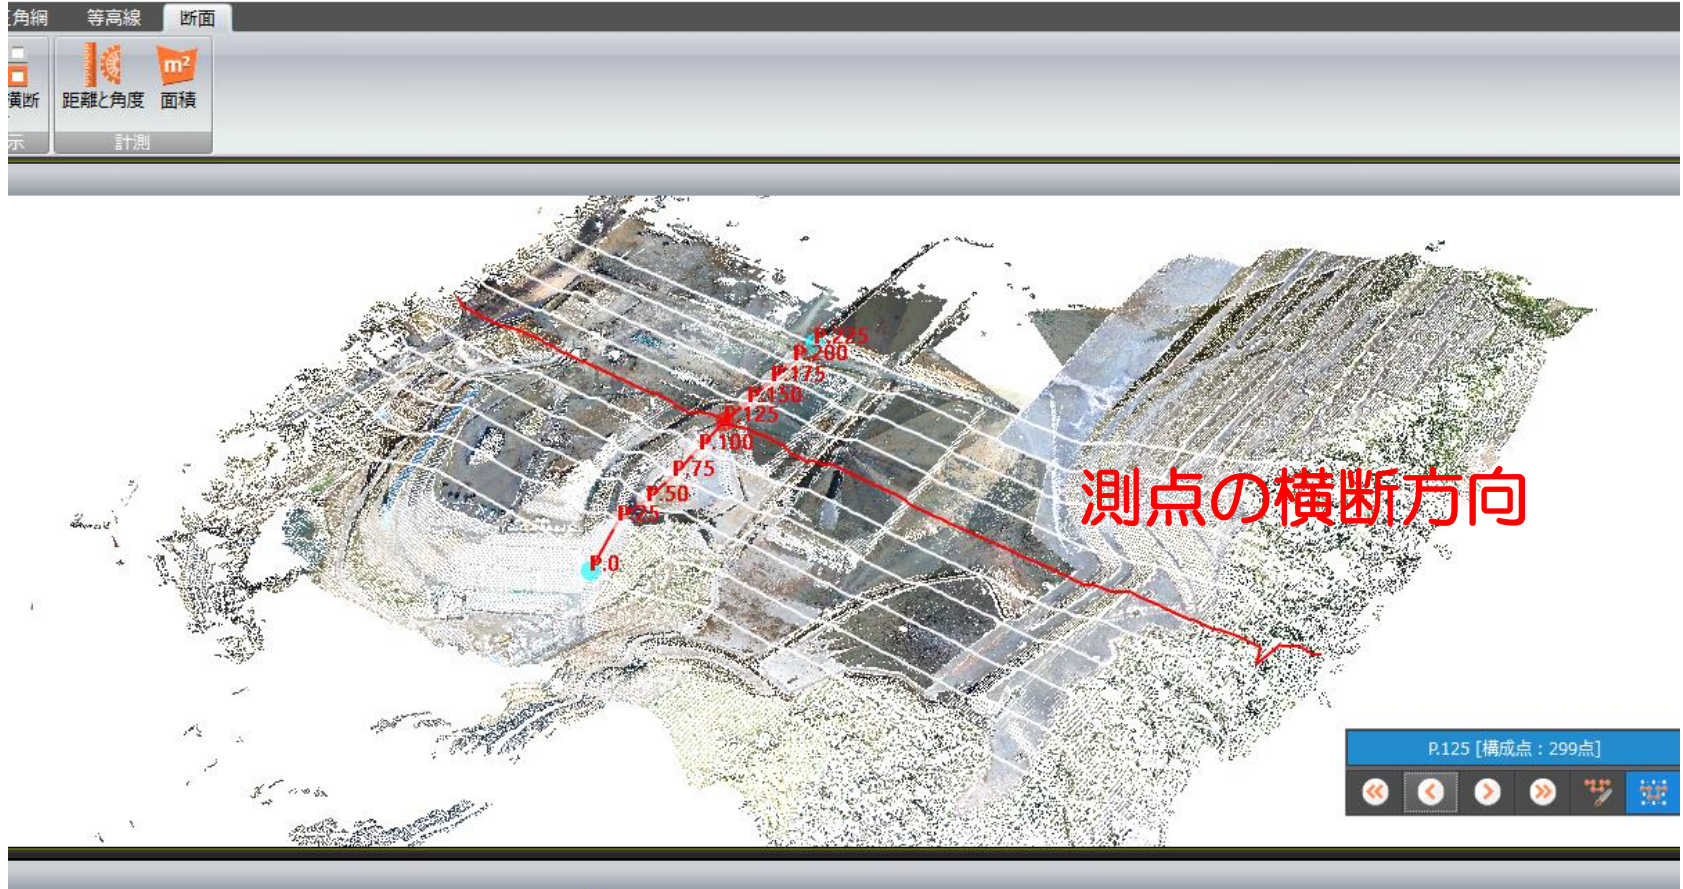 角網 等高線 断面
横断 距離と角度 m² 面積
示 計測
P.225
P.200
P.175
P.150
P.125
P.100
P.75
P.50
P.25
P.0
測点の横断方向
P.125 [構成点：299点]